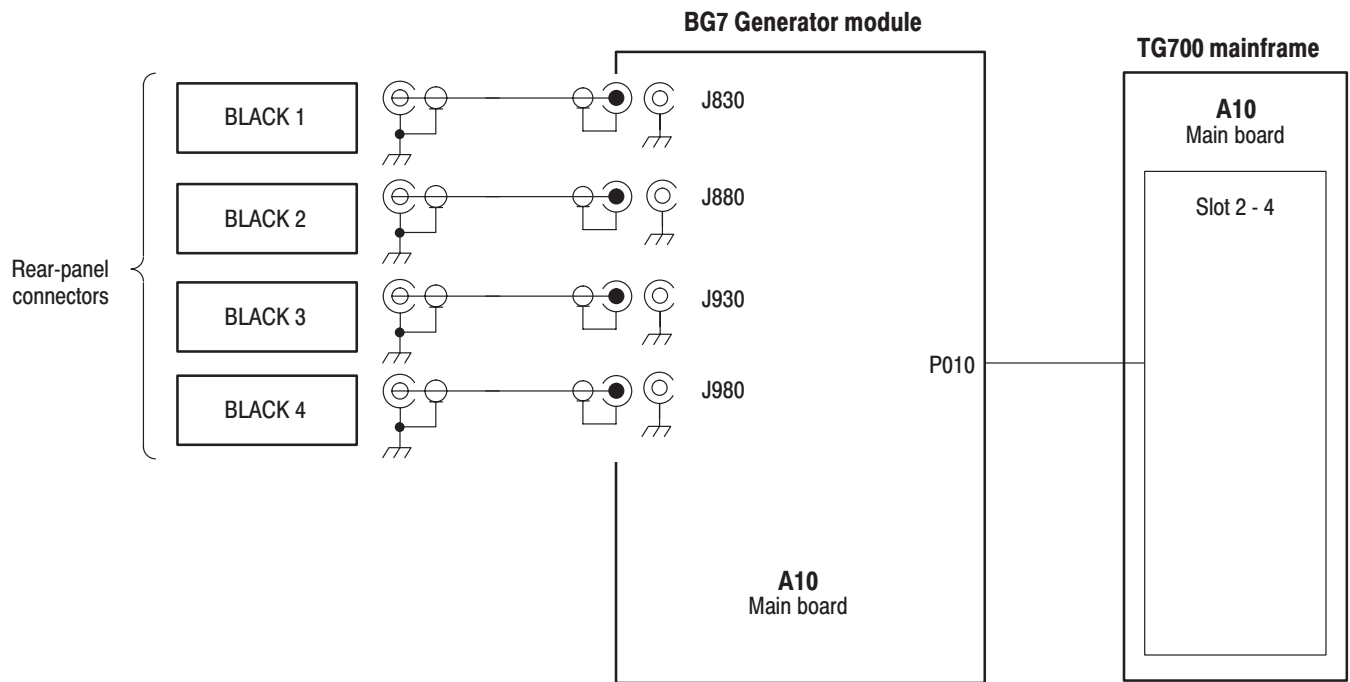 BG7 Generator module
TG700 mainframe
Rear-panel
connectors
BLACK 1
J830
BLACK 2
J880
BLACK 3
J930
BLACK 4
J980
P010
A10
Main board
A10
Main board
Slot 2 - 4